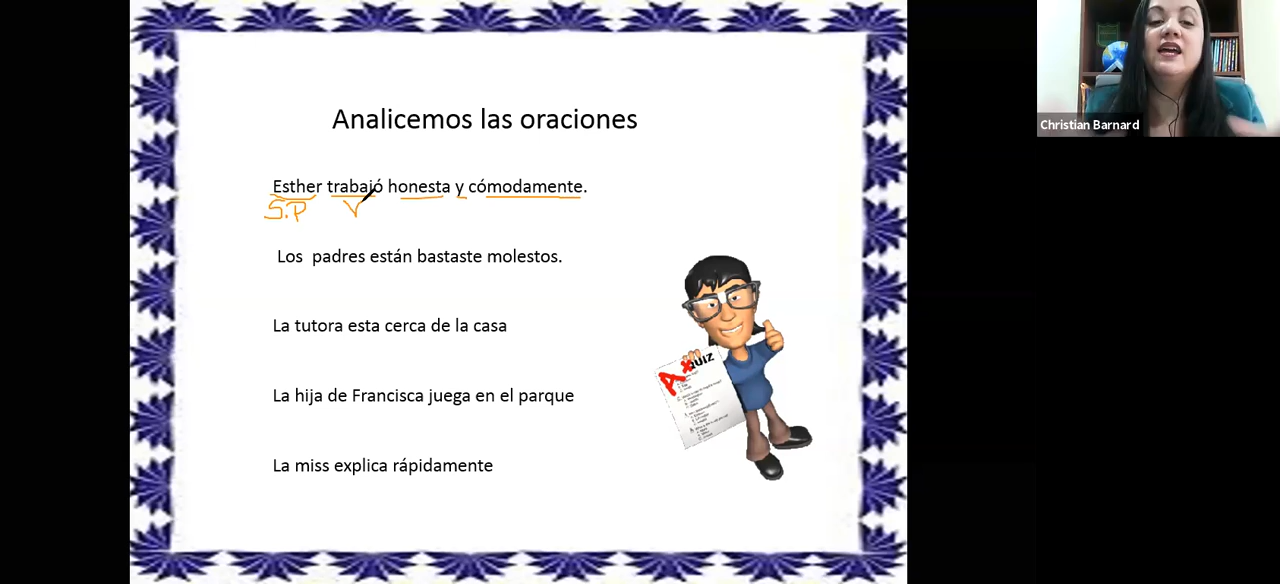 Analicemos las oraciones
Esther trabajó honesta y cómodamente.
S.P V
Los padres están bastaste molestos.
La tutora esta cerca de la casa
La hija de Francisca juega en el parque
La miss explica rápidamente
A+
QUIZ
Christian Barnard